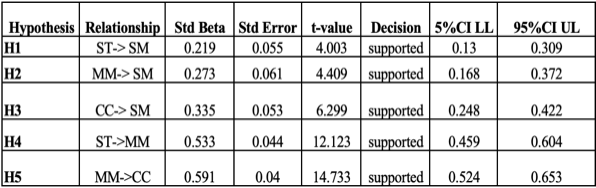 Hypothesis Relationship Std Beta Std Error t-value Decision 5%CI LL 95%CI UL
H1 ST-> SM 0.219 0.055 4.003 supported 0.13 0.309
H2 MM-> SM 0.273 0.061 4.409 supported 0.168 0.372
H3 CC-> SM 0.335 0.053 6.299 supported 0.248 0.422
H4 ST->MM 0.533 0.044 12.123 supported 0.459 0.604
H5 MM->CC 0.591 0.04 14.733 supported 0.524 0.653